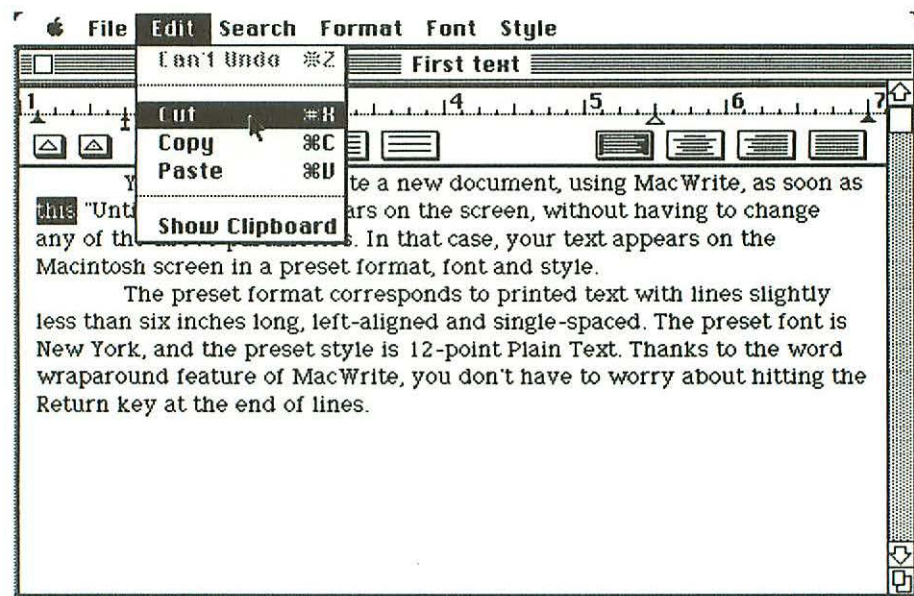 File Edit Search Format Font Style
Can't Undo ⌘Z
First text
1 4 5 6 7
Cut ⌘X
Copy ⌘C
Paste ⌘V
Show Clipboard
Y te a new document, using MacWrite, as soon as
this "Unti ars on the screen, without having to change
any of th s. In that case, your text appears on the
Macintosh screen in a preset format, font and style.
The preset format corresponds to printed text with lines slightly
less than six inches long, left-aligned and single-spaced. The preset font is
New York, and the preset style is 12-point Plain Text. Thanks to the word
wraparound feature of MacWrite, you don't have to worry about hitting the
Return key at the end of lines.